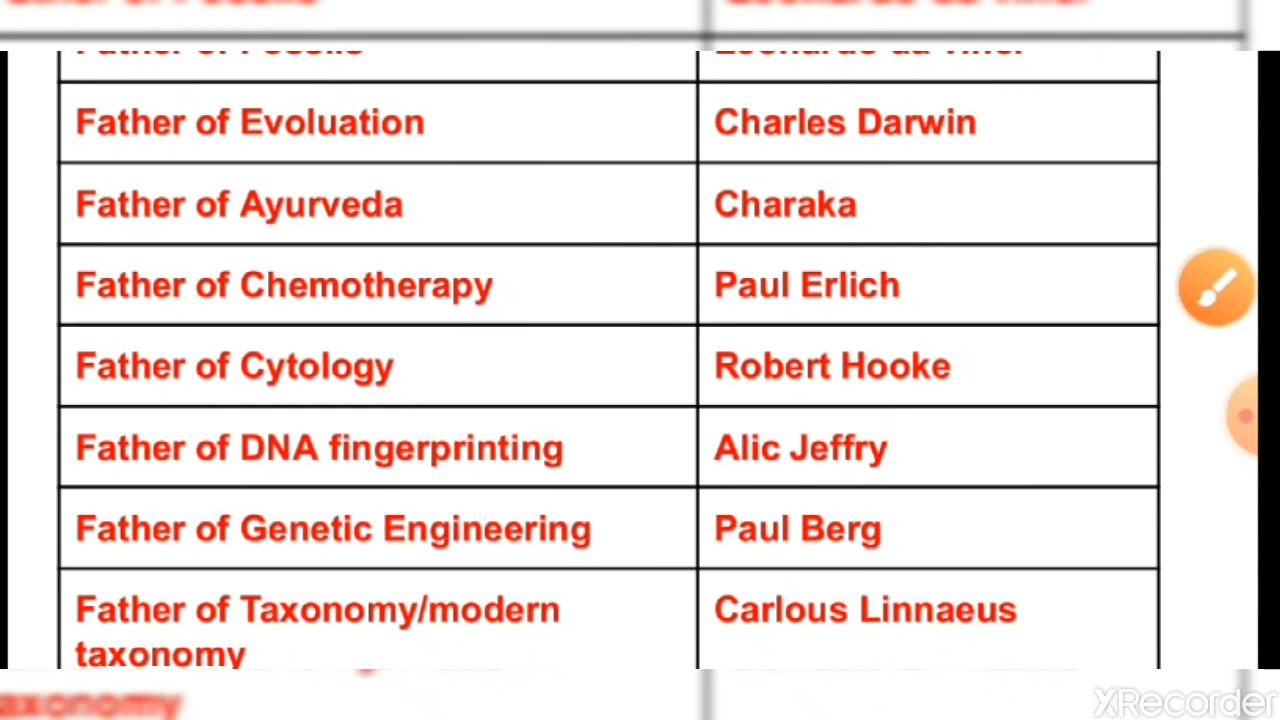 Father of Evoluation Charles Darwin
Father of Ayurveda Charaka
Father of Chemotherapy Paul Erlich
Father of Cytology Robert Hooke
Father of DNA fingerprinting Alic Jeffry
Father of Genetic Engineering Paul Berg
Father of Taxonomy/modern Carlous Linnaeus
taxonomy
axonomy
XRecorder